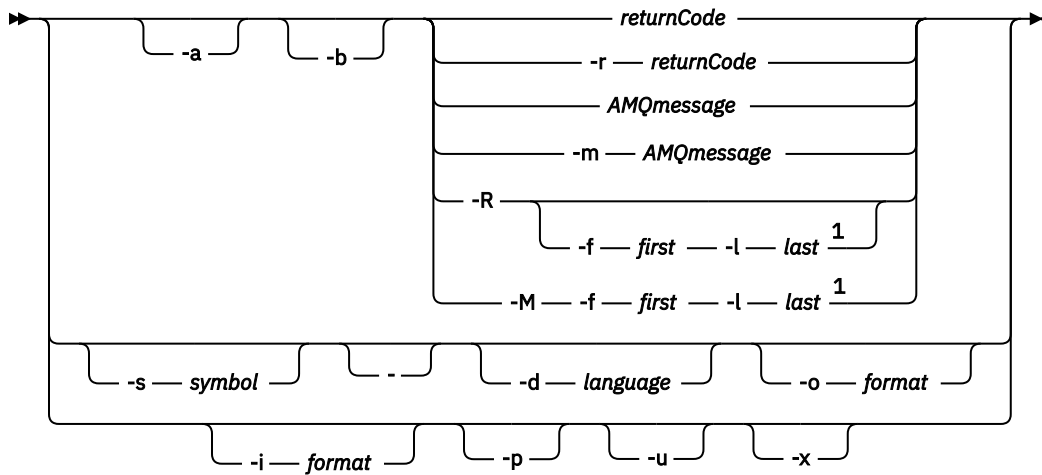 returnCode
-a -b -r returnCode
AMQmessage
-m AMQmessage
-R
-f first -l last 1
-M -f first -l last 1
-s symbol - -d language -o format
-i format -p -u -x